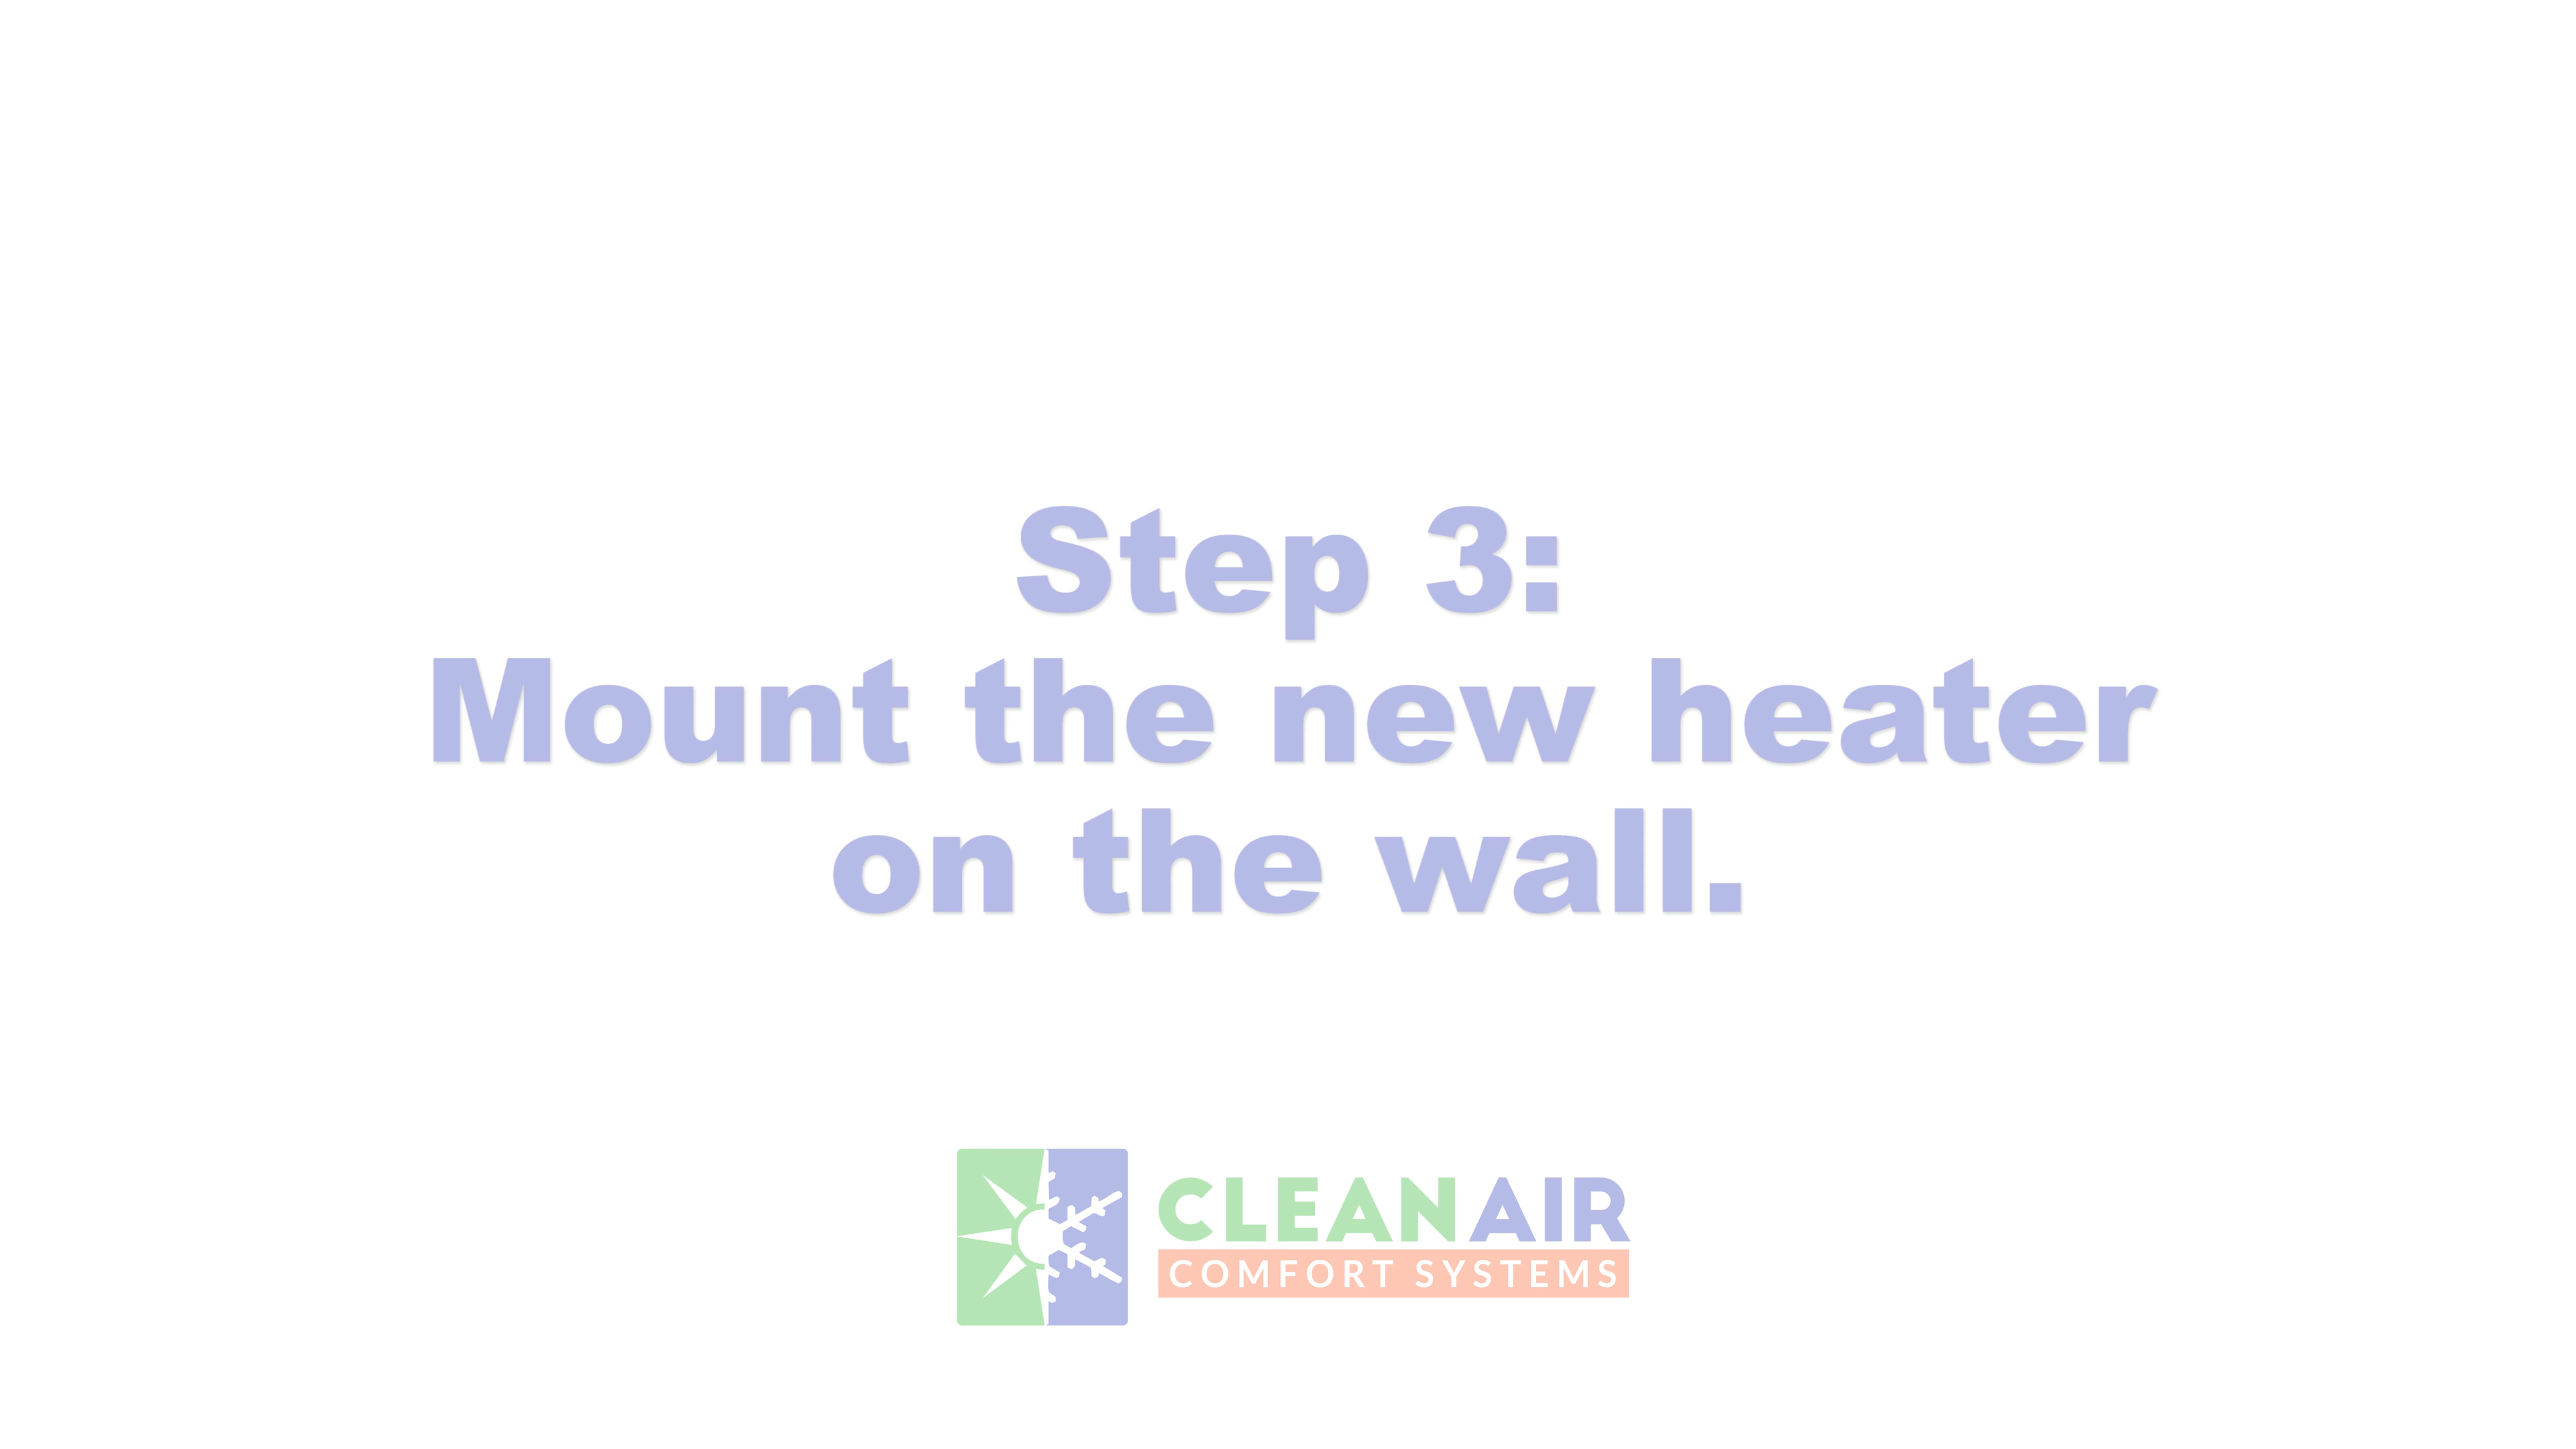 Step 3:
Mount the new heater
on the wall.
CLEANAIR
COMFORT SYSTEMS